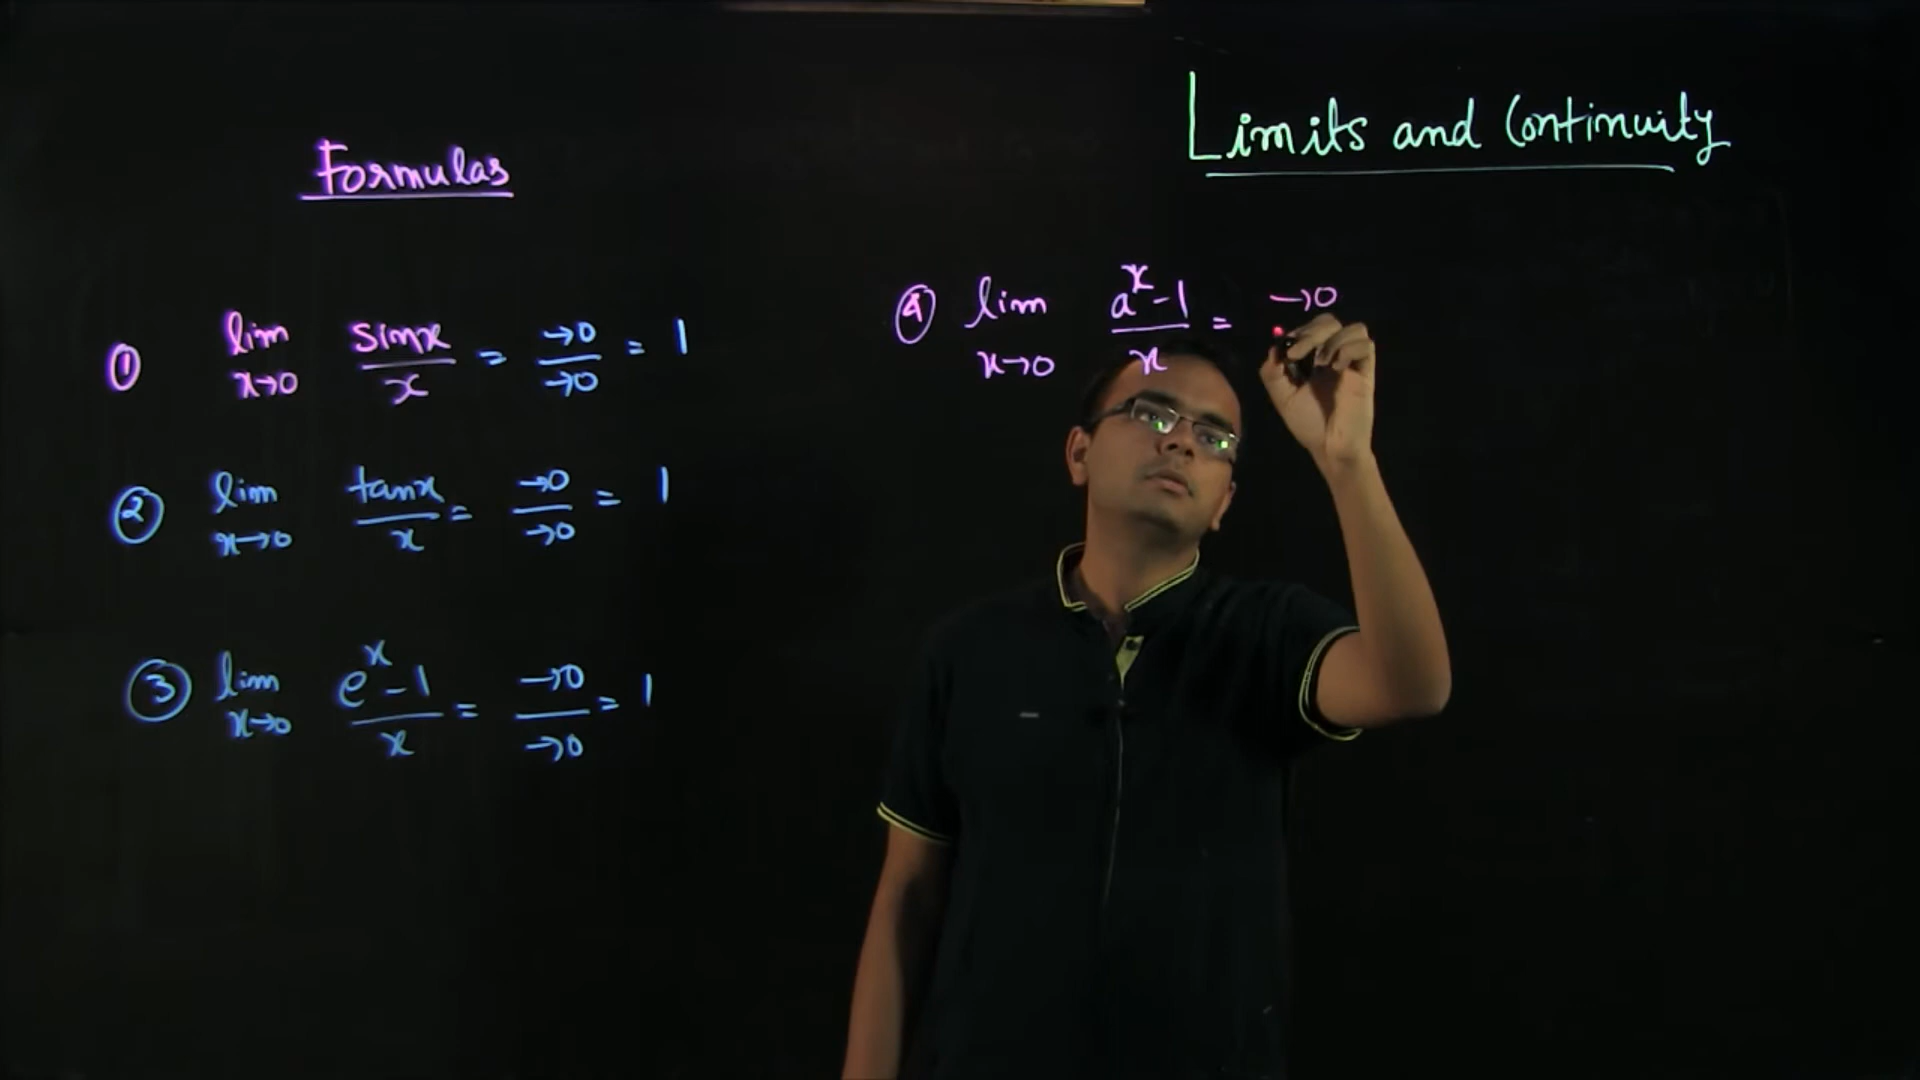 Limits and Continuity
Formulas
① lim x→0 sinx/x = →0/→0 = 1
② lim x→0 tanx/x = →0/→0 = 1
③ lim x→0 e^x-1/x = →0/→0 = 1
④ lim x→0 a^x-1/x = →0